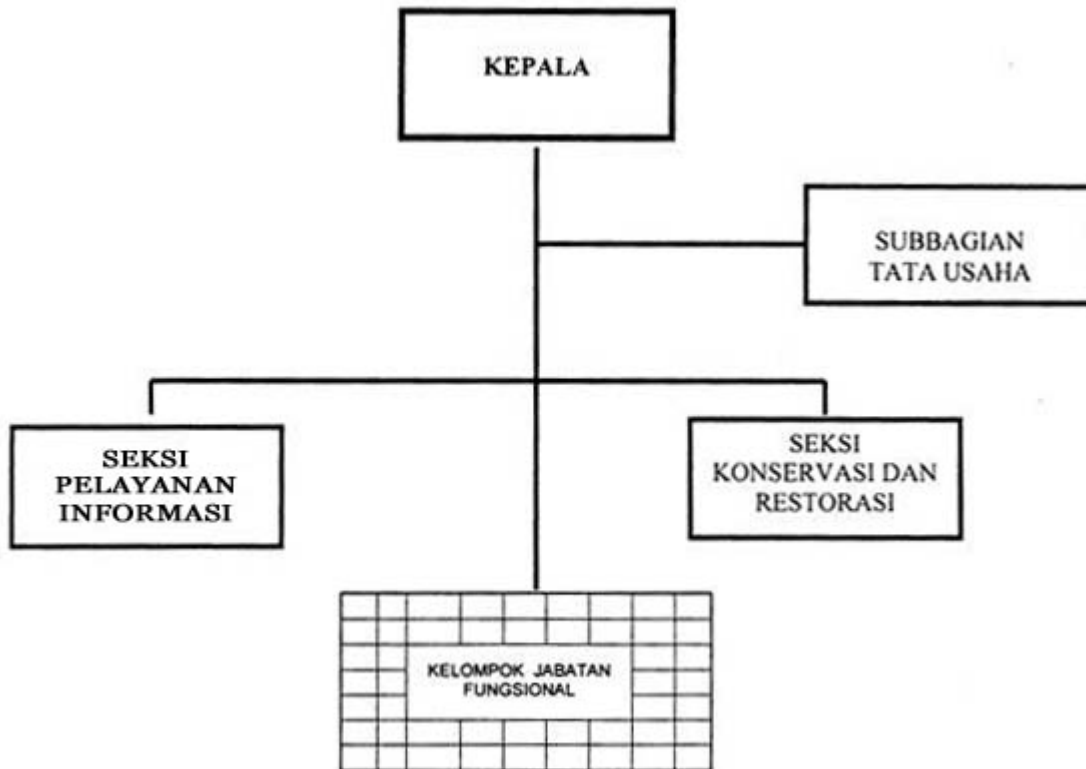 KEPALA
SUBBAGIAN
TATA USAHA
SEKSI
PELAYANAN
INFORMASI
SEKSI
KONSERVASI DAN
RESTORASI
KELOMPOK JABATAN
FUNGSIONAL